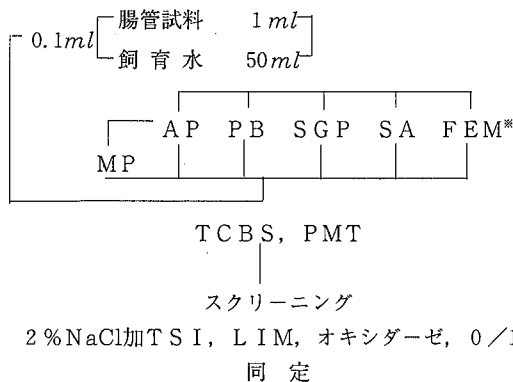 腸管試料 1ml
0.1ml
飼育水 50ml
AP PB SGP SA FEM※
MP
TCBS, PMT
スクリーニング
2%NaCl加TSI, LIM, オキシダーゼ, O/
同定